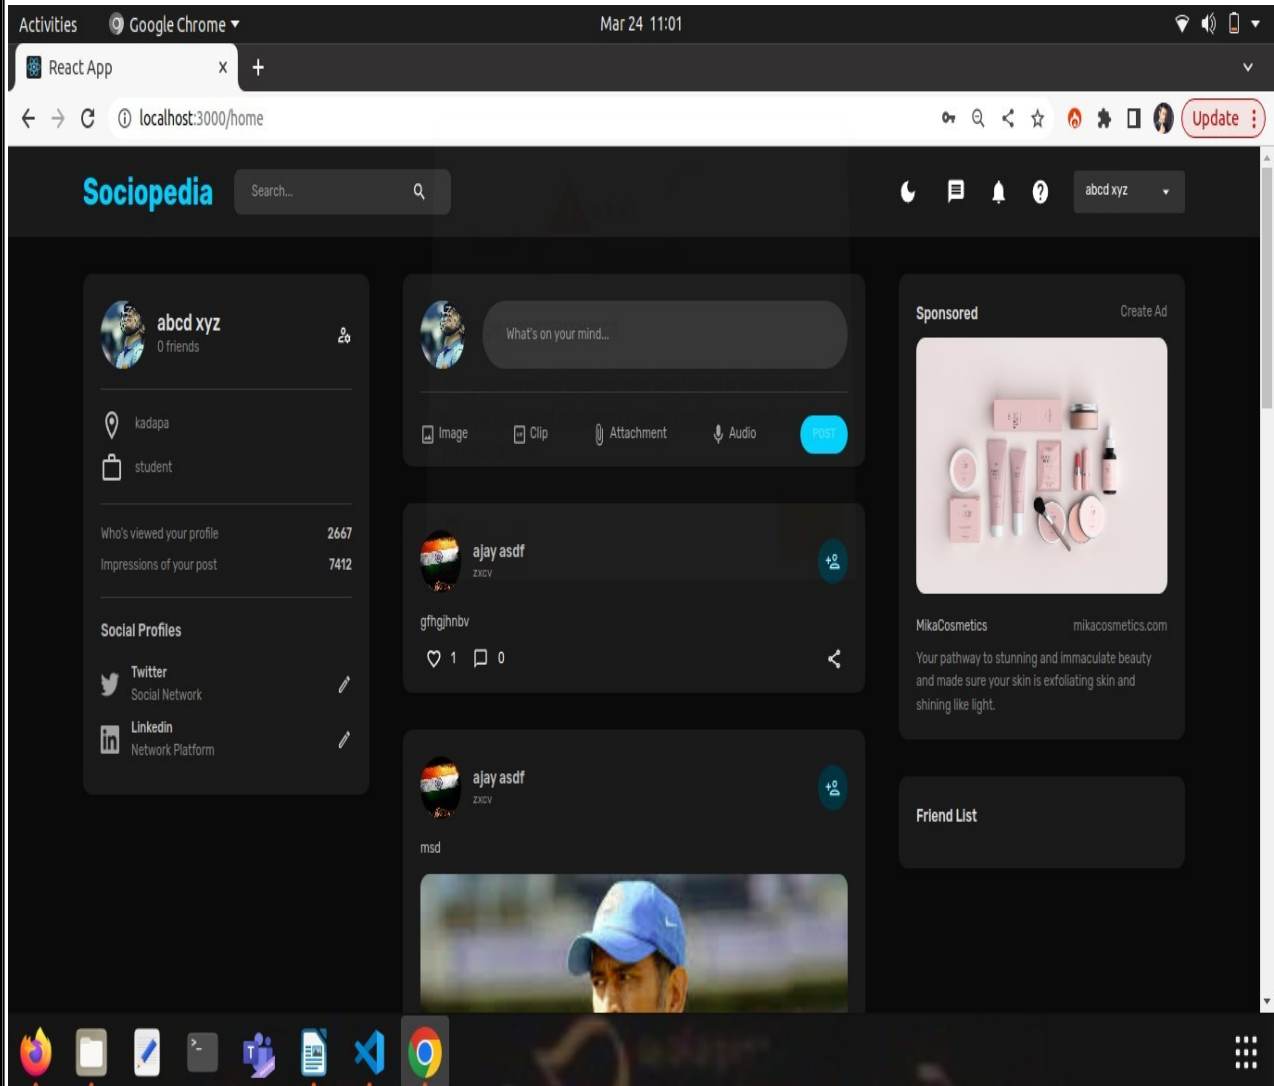 Activities Google Chrome Mar 24 11:01
React App
localhost:3000/home Update
Sociopedia Search... abcd xyz
abcd xyz
0 friends
kadapa
student
Who's viewed your profile 2667
Impressions of your post 7412
Social Profiles
Twitter
Social Network
Linkedin
Network Platform
What's on your mind...
Image Clip Attachment Audio POST
ajay asdf
zxcv
gfhgjhnbv
1 0
ajay asdf
zxcv
msd
Sponsored Create Ad
MikaCosmetics mikacosmetics.com
Your pathway to stunning and immaculate beauty
and made sure your skin is exfoliating skin and
shining like light.
Friend List